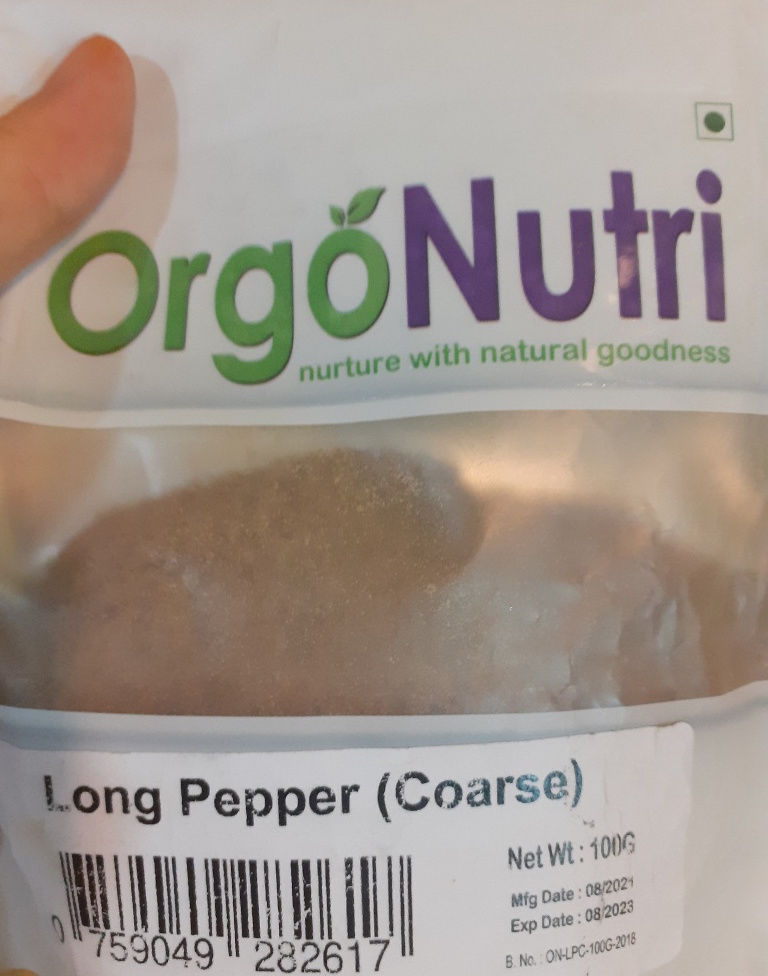 OrgoNutri
nurture with natural goodness
Long Pepper (Coarse)
Net Wt : 100G
Mfg Date : 08/2021
Exp Date : 08/2023
B. No. : ON-LPC-100G-2018
0 759049 282617